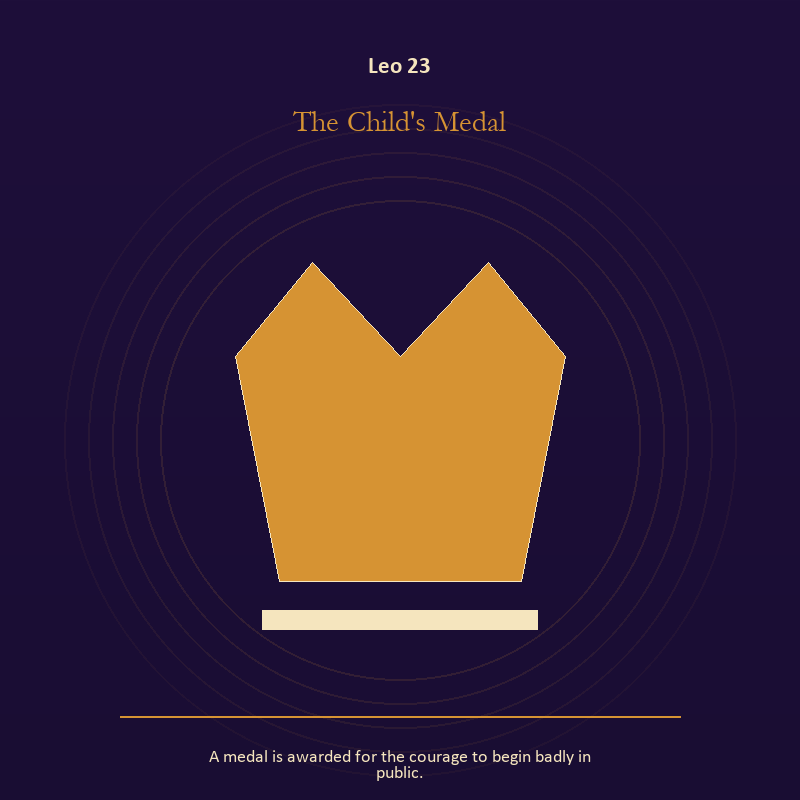 Leo 23
The Child's Medal
A medal is awarded for the courage to begin badly in
public.